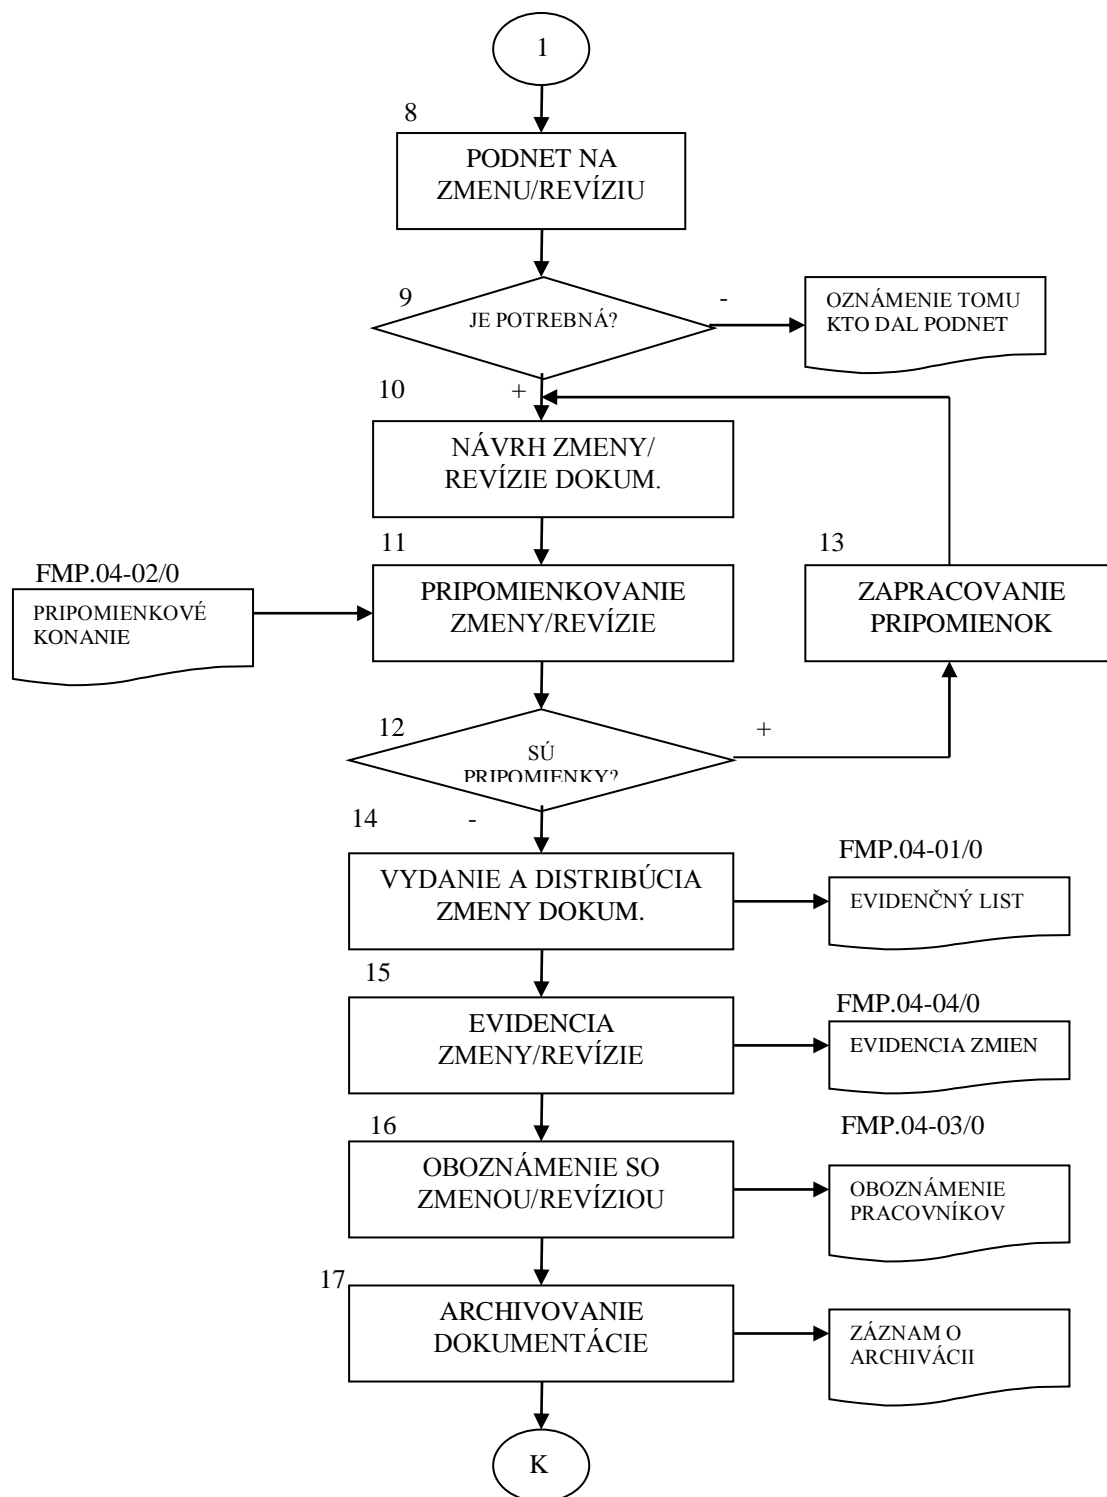 1
8
PODNET NA
ZMENU/REVÍZIU
9
JE POTREBNÁ?
-
OZNÁMENIE TOMU
KTO DAL PODNET
10
+
NÁVRH ZMENY/
REVÍZIE DOKUM.
11
13
FMP.04-02/0
PRIPOMIENKOVÉ
KONANIE
PRIPOMIENKOVANIE
ZMENY/REVÍZIE
ZAPRACOVANIE
PRIPOMIENOK
12
+
SÚ
PRIPOMIENKY?
14
-
VYDANIE A DISTRIBÚCIA
ZMENY DOKUM.
FMP.04-01/0
EVIDENČNÝ LIST
15
EVIDENCIA
ZMENY/REVÍZIE
FMP.04-04/0
EVIDENCIA ZMIEN
16
OBOZNÁMENIE SO
ZMENOU/REVÍZIOU
FMP.04-03/0
OBOZNÁMENIE
PRACOVNÍKOV
17
ARCHIVOVANIE
DOKUMENTÁCIE
ZÁZNAM O
ARCHIVÁCII
K